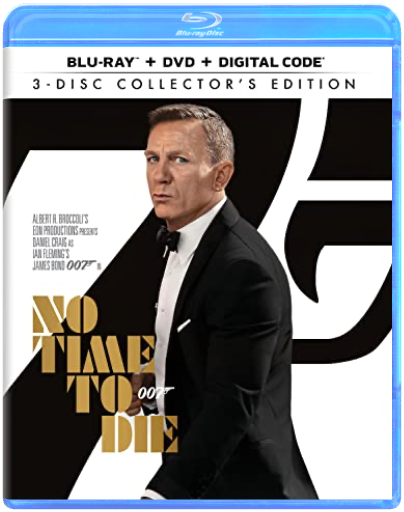 Blu-ray Disc
BLU-RAY™ + DVD + DIGITAL CODE*
3-DISC COLLECTOR'S EDITION
ALBERT R. BROCCOLI'S
EON PRODUCTIONS PRESENTS
DANIEL CRAIG AS
IAN FLEMING'S
JAMES BOND 007 IN
NO
TIME
TO 007
DIE